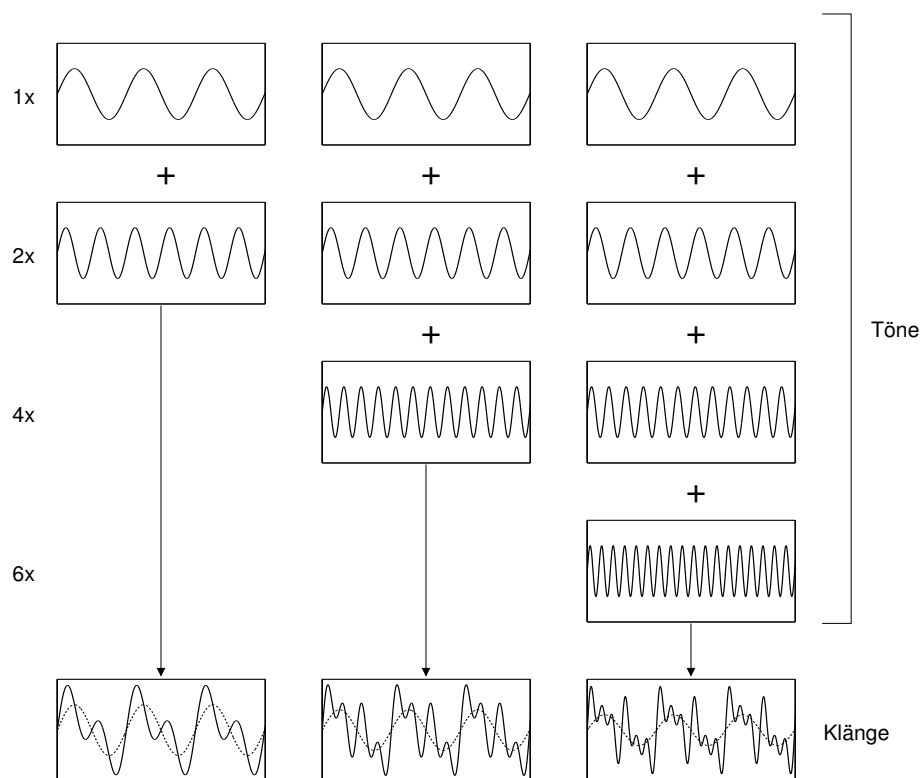 1x
+ + +
2x
+ +
Töne
4x
+
6x
Klänge